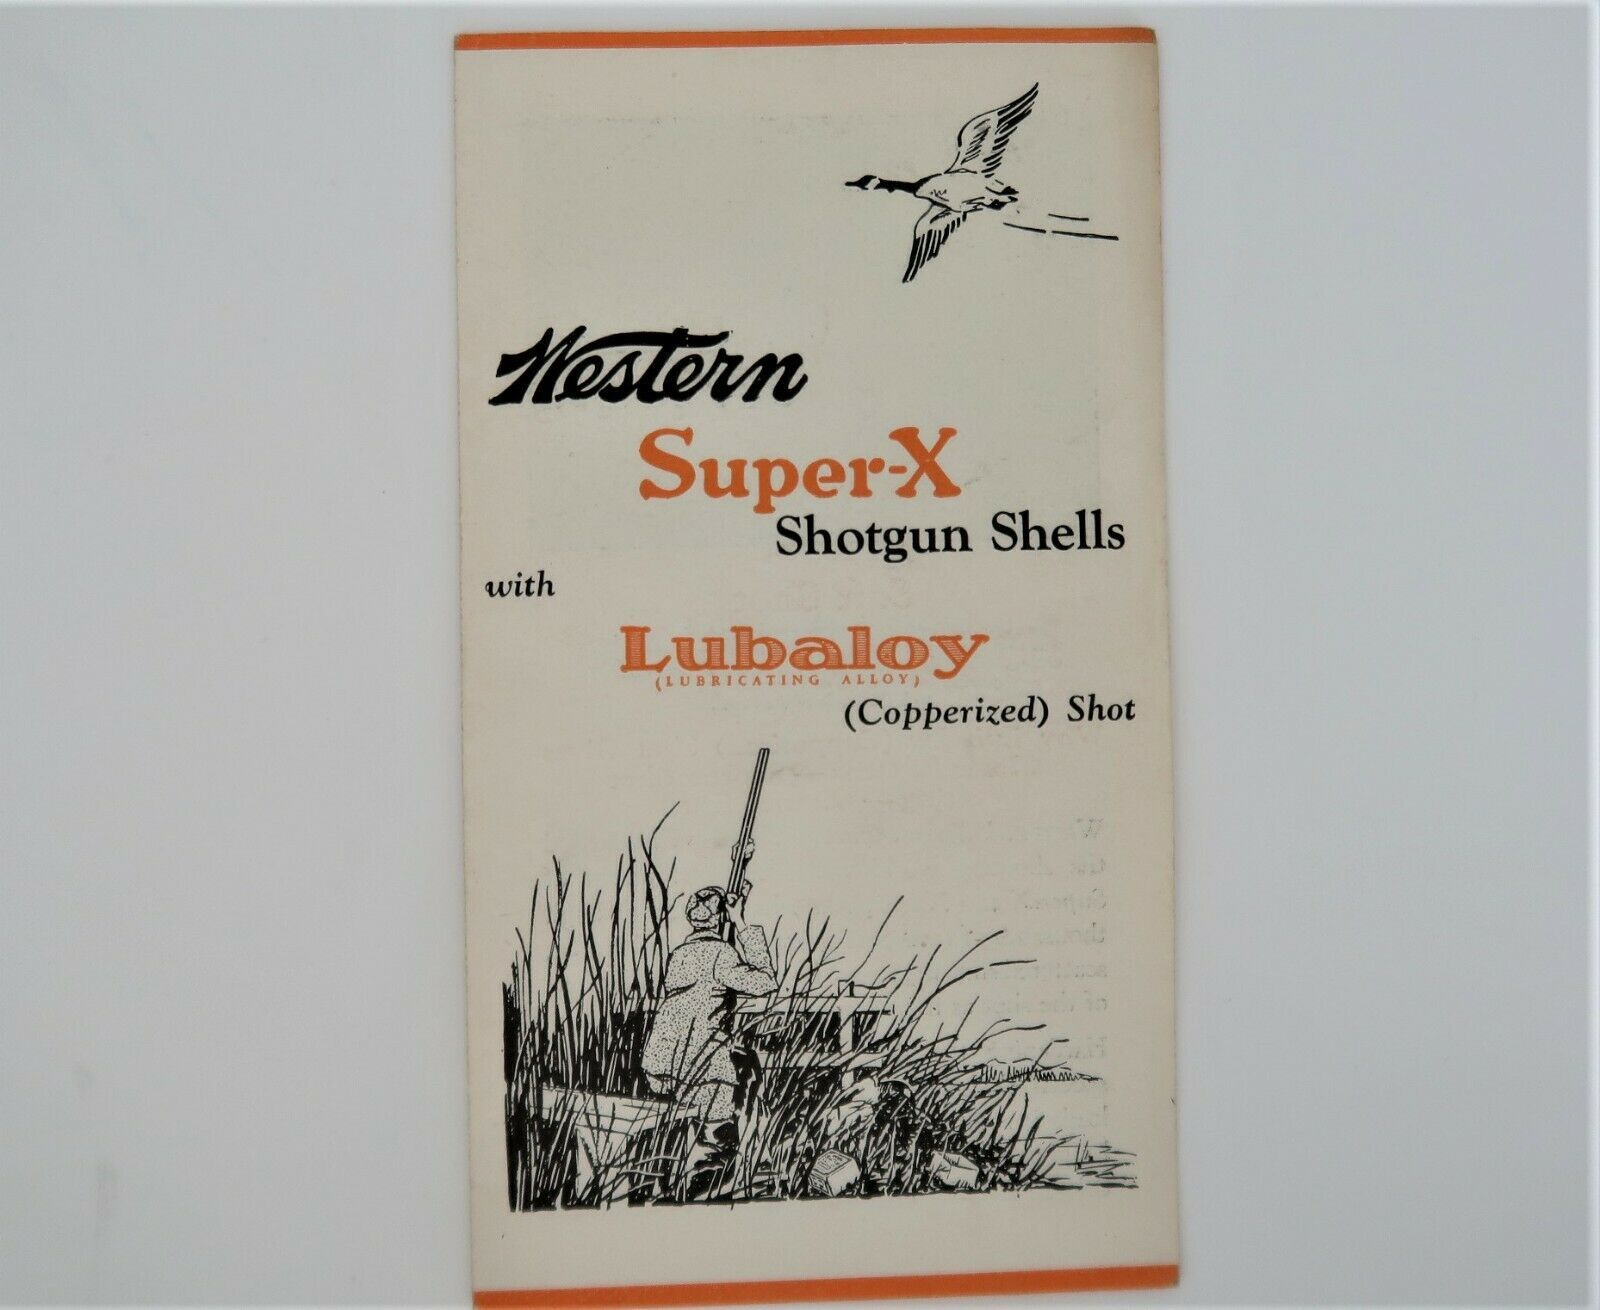 Western
Super-X
Shotgun Shells
with
Lubaloy
(LUBRICATING ALLOY)
(Copperized) Shot